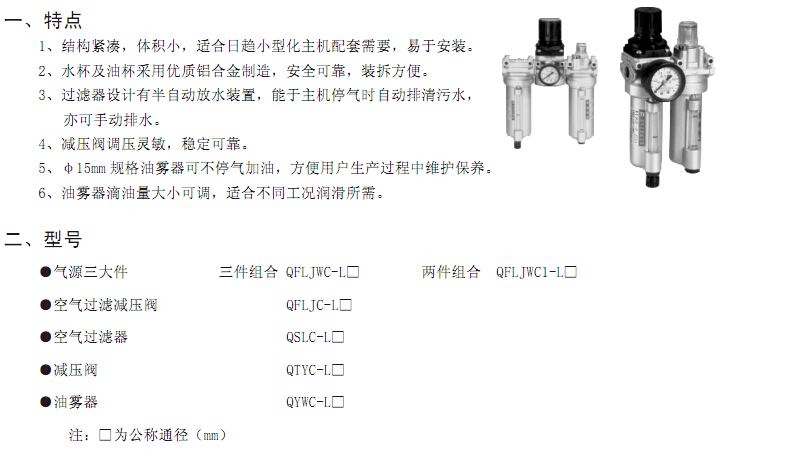 一、特点
1、结构紧凑，体积小，适合日趋小型化主机配套需要，易于安装。
2、水杯及油杯采用优质铝合金制造，安全可靠，装拆方便。
3、过滤器设计有半自动放水装置，能于主机停气时自动排清污水，
亦可手动排水。
4、减压阀调压灵敏，稳定可靠。
5、φ15mm 规格油雾器可不停气加油，方便用户生产过程中维护保养。
6、油雾器滴油量大小可调，适合不同工况润滑所需。
二、型号
●气源三大件 三件组合 QFLJWC-L□ 两件组合 QFLJWC1-L□
●空气过滤减压阀 QFLJC-L□
●空气过滤器 QSLC-L□
●减压阀 QTYC-L□
●油雾器 QYWC-L□
注：□为公称通径（mm）